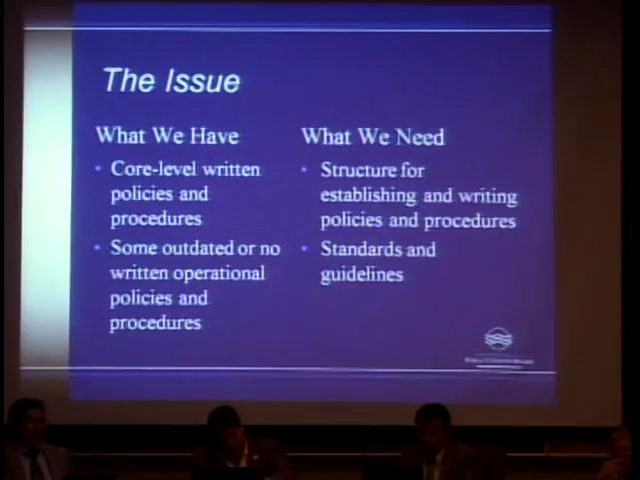 The Issue
What We Have
• Core-level written
policies and
procedures
• Some outdated or no
written operational
policies and
procedures
What We Need
• Structure for
establishing and writing
policies and procedures
• Standards and
guidelines